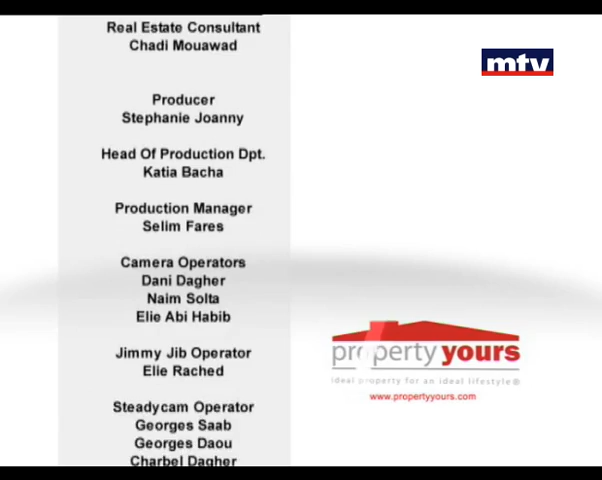 Real Estate Consultant
Chadi Mouawad
Producer
Stephanie Joanny
Head Of Production Dpt.
Katia Bacha
Production Manager
Selim Fares
Camera Operators
Dani Dagher
Naim Solta
Elie Abi Habib
Jimmy Jib Operator
Elie Rached
Steadycam Operator
Georges Saab
Georges Daou
Charbel Dagher
mtv
property yours
ideal property for an ideal lifestyle®
www.propertyyours.com